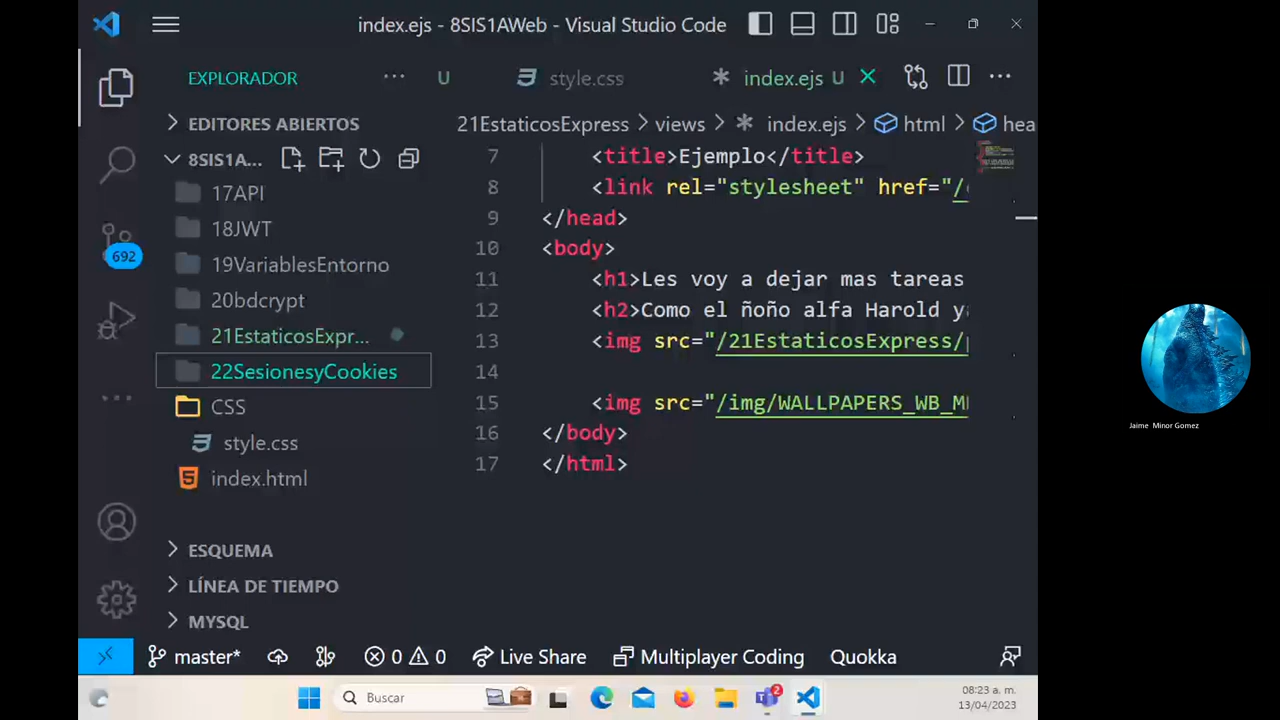 index.ejs - 8SIS1AWeb - Visual Studio Code
EXPLORADOR
U
style.css
index.ejs U
EDITORES ABIERTOS
21EstaticosExpress > views > index.ejs > html > hea
8SIS1A...
17API
18JWT
19VariablesEntorno
20bdcrypt
21EstaticosExpr...
22SesionesyCookies
CSS
style.css
index.html
692
7 <title>Ejemplo</title>
8 <link rel="stylesheet" href="/
9 </head>
10 <body>
11 <h1>Les voy a dejar mas tareas
12 <h2>Como el ñoño alfa Harold y
13 <img src="/21EstaticosExpress/
14
15 <img src="/img/WALLPAPERS_WB_
16 </body>
17 </html>
ESQUEMA
LÍNEA DE TIEMPO
MYSQL
master* 0 0 Live Share Multiplayer Coding Quokka
Buscar
2
08:23 a. m.
13/04/2023
Jaime Minor Gomez